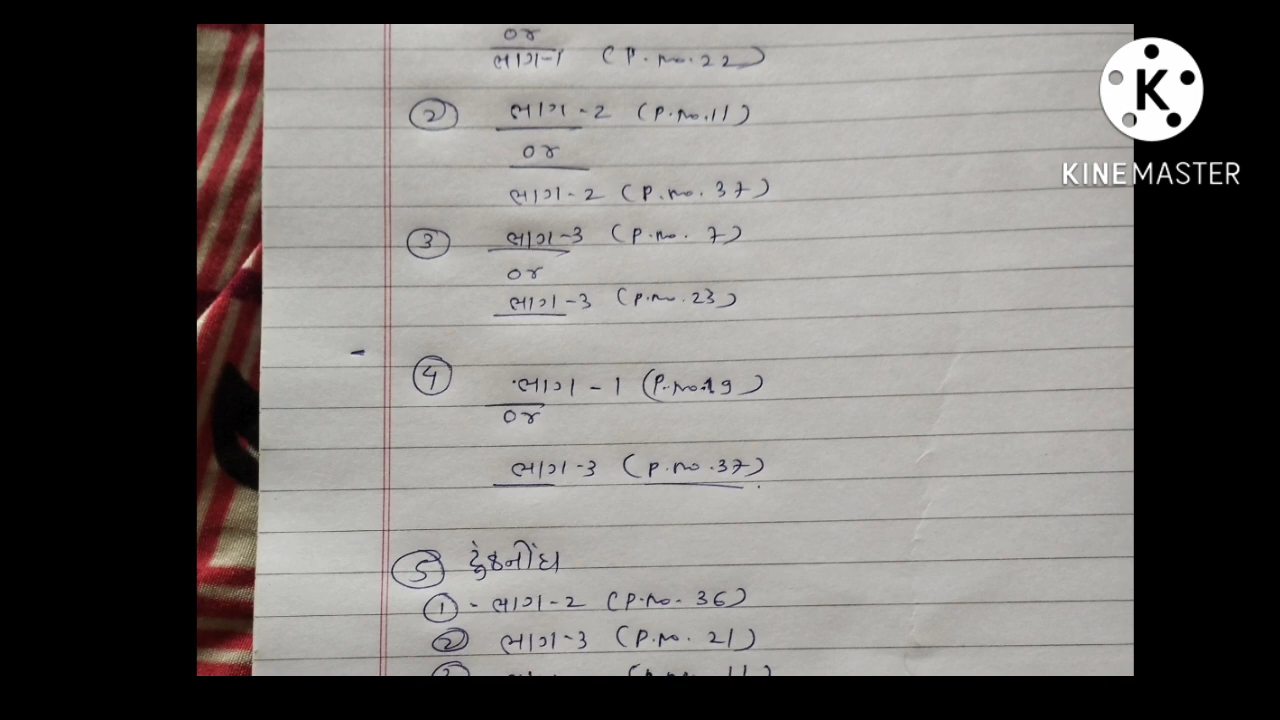 or
ભાગ-1 (P.no.22)
② ભાગ-2 (P.no.11)
or
ભાગ-2 (P.no. 37)
③ ભાગ-3 (P.no. 7)
or
ભાગ-3 (P.no.23)
④ ભાગ-1 (P.no.19)
or
ભાગ-3 (P.no.37)
⑤ ટુંકનોંધ
① ભાગ-2 (P.no. 36)
② ભાગ-3 (P.no. 21)
K
KINEMASTER